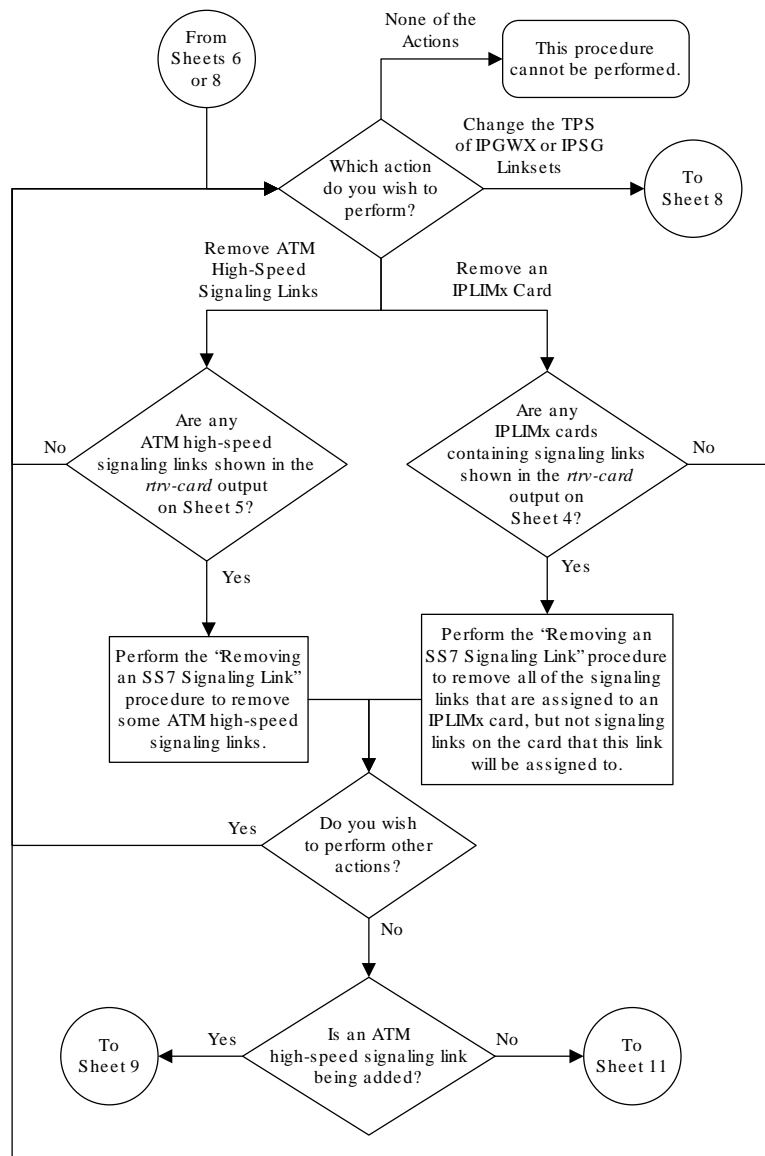 From
Sheets 6
or 8
None of the
Actions
This procedure
cannot be performed.
Which action
do you wish to
perform?
Change the TPS
of IPGWX or IPSG
Linksets
To
Sheet 8
Remove ATM
High-Speed
Signaling Links
Remove an
IPLIMx Card
No
Are any
ATM high-speed
signaling links shown in the
rtrv-card output
on Sheet 5?
Are any
IPLIMx cards
containing signaling links
shown in the rtrv-card
output on
Sheet 4?
No
Yes
Yes
Perform the “Removing
an SS7 Signaling Link”
procedure to remove
some ATM high-speed
signaling links.
Perform the “Removing an
SS7 Signaling Link” procedure
to remove all of the signaling
links that are assigned to an
IPLIMx card, but not signaling
links on the card that this link
will be assigned to.
Yes
Do you wish
to perform other
actions?
No
To
Sheet 9
Yes
Is an ATM
high-speed signaling link
being added?
No
To
Sheet 11